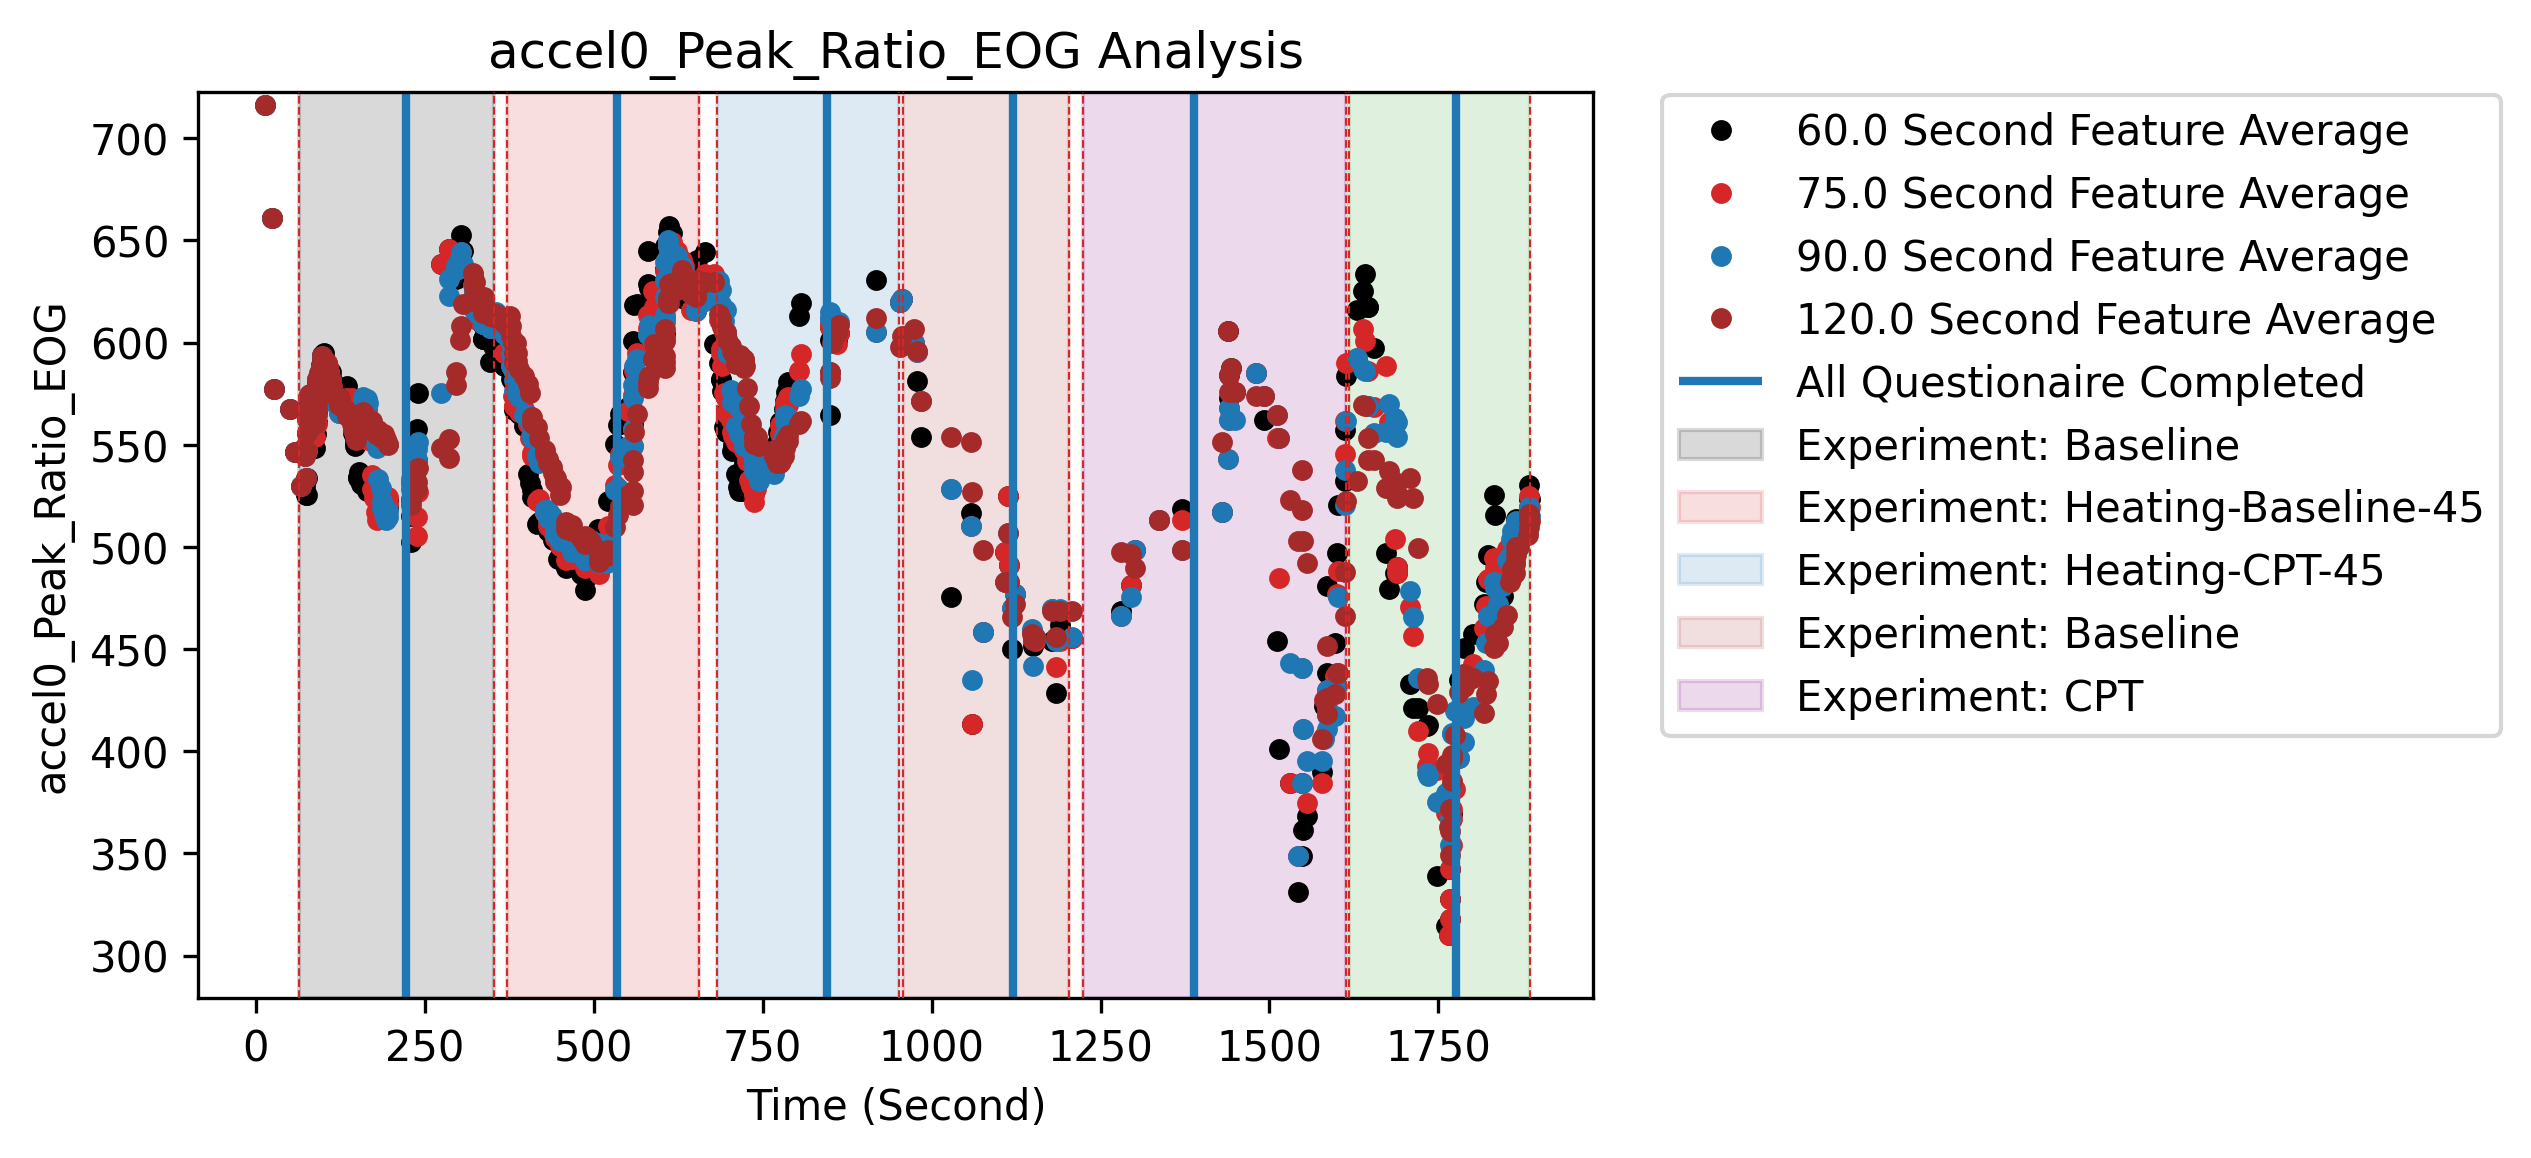 accel0_Peak_Ratio_EOG Analysis
accel0_Peak_Ratio_EOG
700
650
600
550
500
450
400
350
300
0 250 500 750 1000 1250 1500 1750
Time (Second)
60.0 Second Feature Average
75.0 Second Feature Average
90.0 Second Feature Average
120.0 Second Feature Average
All Questionaire Completed
Experiment: Baseline
Experiment: Heating-Baseline-45
Experiment: Heating-CPT-45
Experiment: Baseline
Experiment: CPT